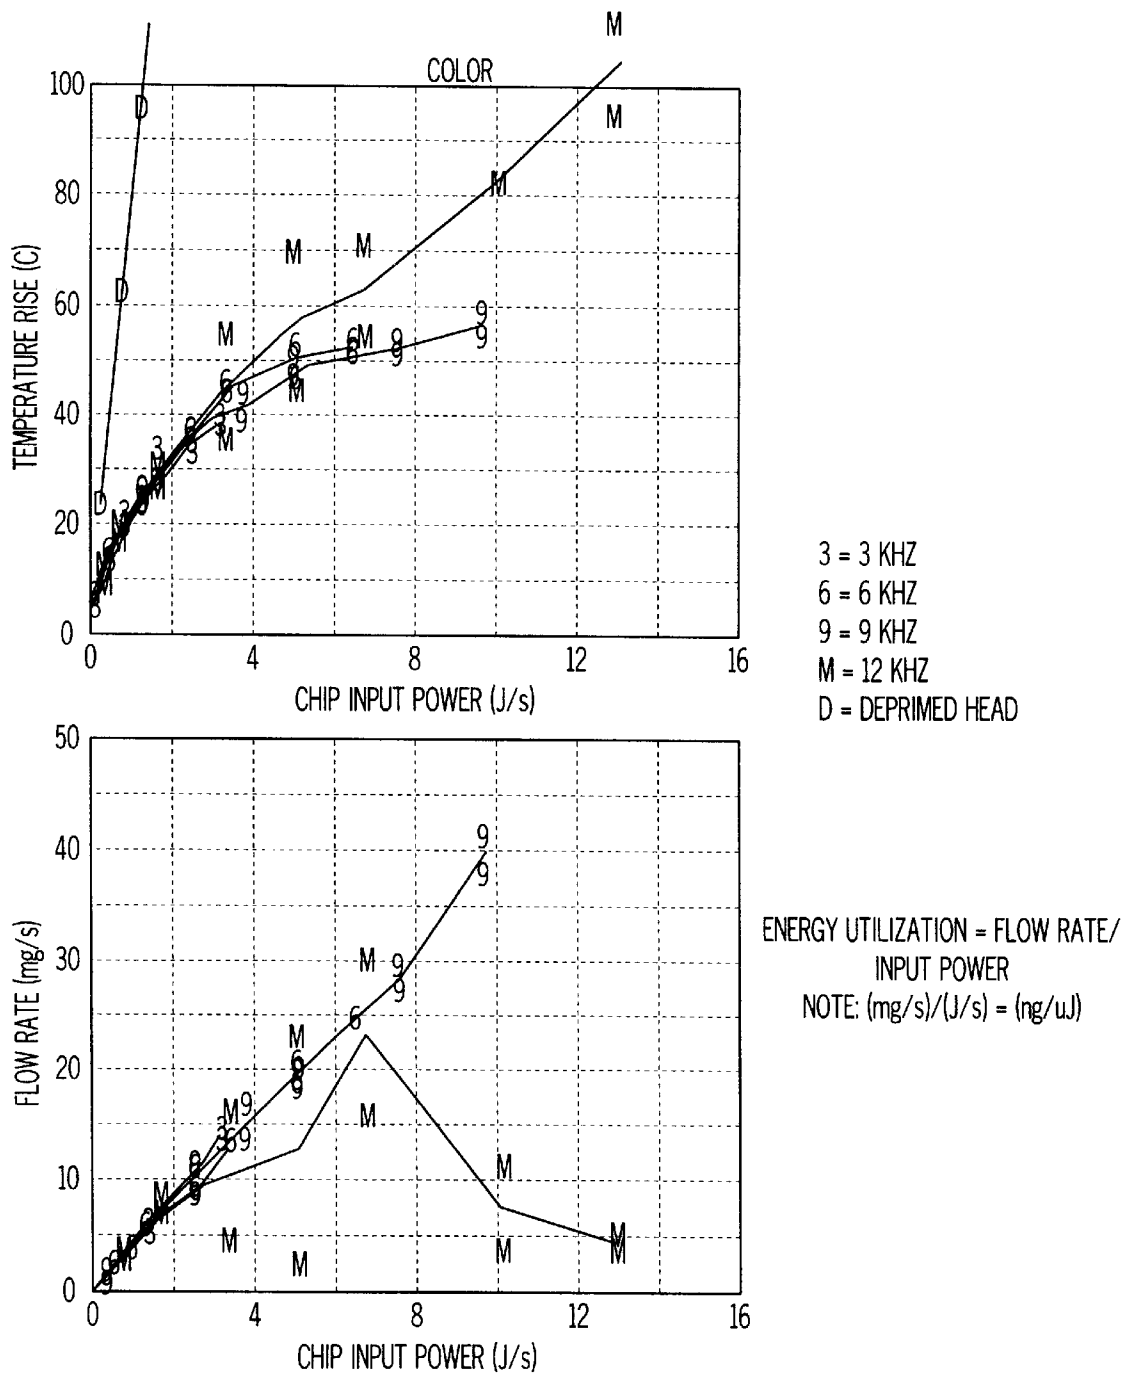 COLOR
100
80
60
40
20
0
TEMPERATURE RISE (C)
0 4 8 12 16
CHIP INPUT POWER (J/s)
3 = 3 KHZ
6 = 6 KHZ
9 = 9 KHZ
M = 12 KHZ
D = DEPRIMED HEAD
50
40
30
20
10
0
FLOW RATE (mg/s)
0 4 8 12 16
CHIP INPUT POWER (J/s)
ENERGY UTILIZATION = FLOW RATE/
INPUT POWER
NOTE: (mg/s)/(J/s) = (ng/uJ)